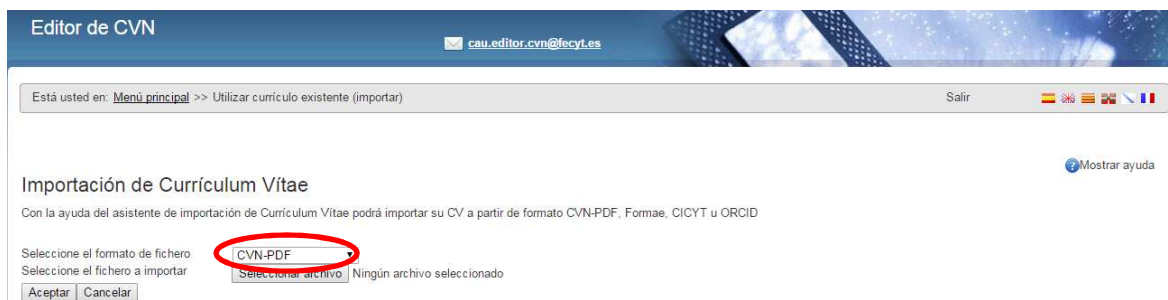 Editor de CVN
cau.editor.cvn@fecyt.es
Está usted en: Menú principal >> Utilizar currículo existente (importar) Salir
Mostrar ayuda
Importación de Currículum Vítae
Con la ayuda del asistente de importación de Currículum Vítae podrá importar su CV a partir de formato CVN-PDF, Formae, CICYT u ORCID
Seleccione el formato de fichero CVN-PDF
Seleccione el fichero a importar Seleccionar archivo Ningún archivo seleccionado
Aceptar Cancelar